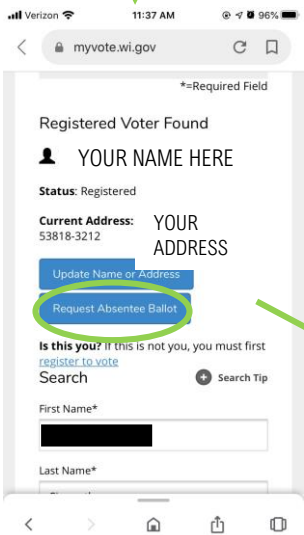 Verizon 11:37 AM 96%
myvote.wi.gov
*=Required Field
Registered Voter Found
YOUR NAME HERE
Status: Registered
Current Address: YOUR
53818-3212 ADDRESS
Update Name or Address
Request Absentee Ballot
Is this you? If this is not you, you must first
register to vote
Search Search Tip
First Name*
Last Name*